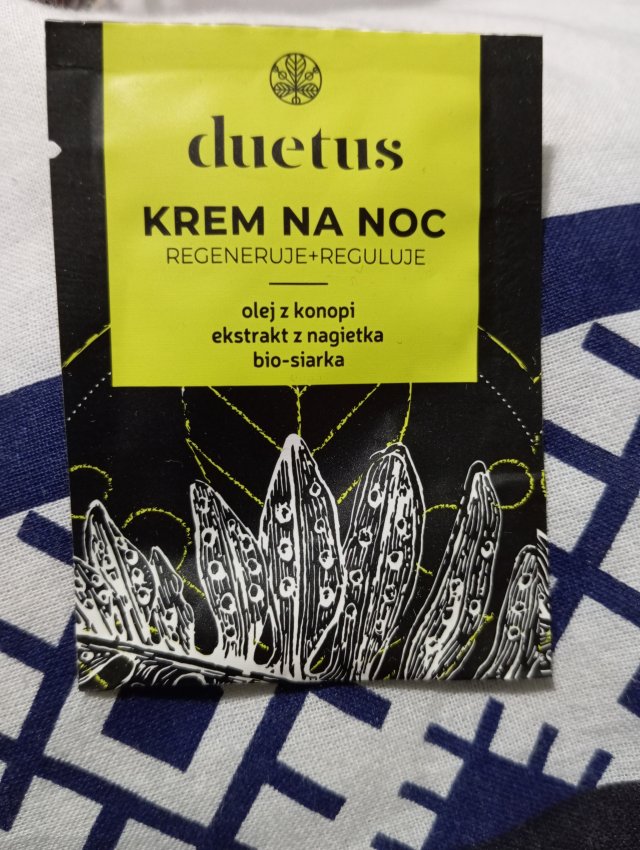 duetus
KREM NA NOC
REGENERUJE+REGULUJE
olej z konopi
ekstrakt z nagietka
bio-siarka